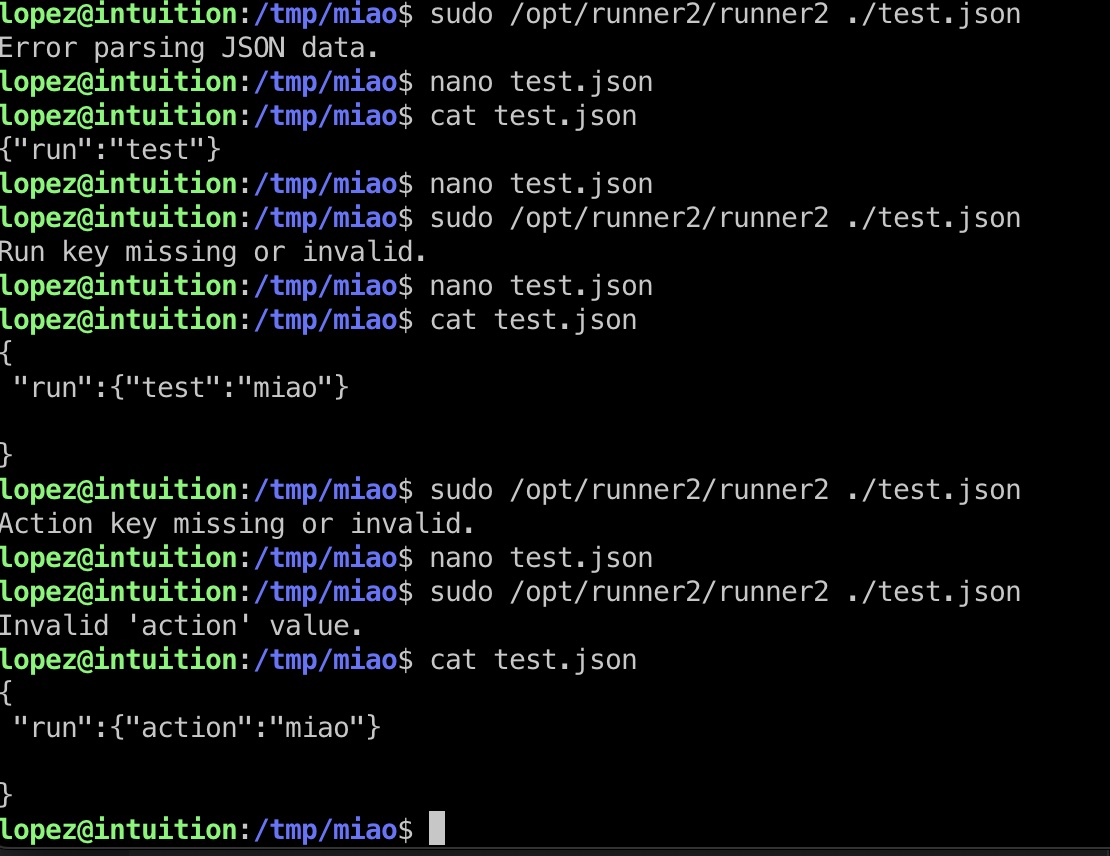 lopez@intuition:/tmp/miao$ sudo /opt/runner2/runner2 ./test.json
Error parsing JSON data.
lopez@intuition:/tmp/miao$ nano test.json
lopez@intuition:/tmp/miao$ cat test.json
{"run":"test"}
lopez@intuition:/tmp/miao$ nano test.json
lopez@intuition:/tmp/miao$ sudo /opt/runner2/runner2 ./test.json
Run key missing or invalid.
lopez@intuition:/tmp/miao$ nano test.json
lopez@intuition:/tmp/miao$ cat test.json
{
 "run":{"test":"miao"}

}
lopez@intuition:/tmp/miao$ sudo /opt/runner2/runner2 ./test.json
Action key missing or invalid.
lopez@intuition:/tmp/miao$ nano test.json
lopez@intuition:/tmp/miao$ sudo /opt/runner2/runner2 ./test.json
Invalid 'action' value.
lopez@intuition:/tmp/miao$ cat test.json
{
 "run":{"action":"miao"}

}
lopez@intuition:/tmp/miao$